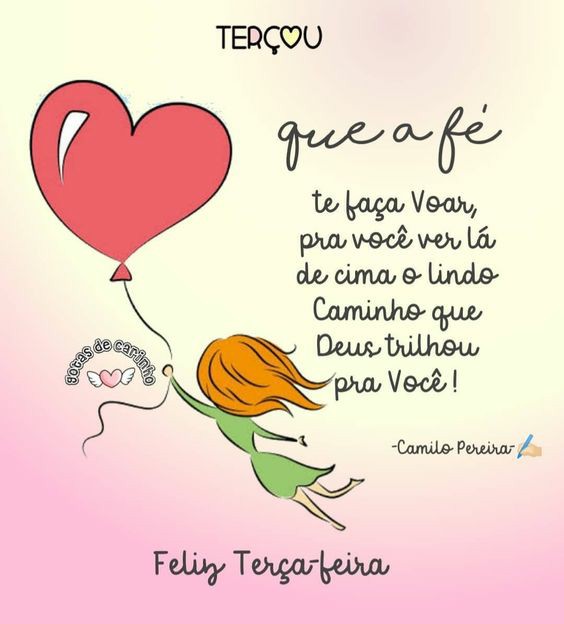 TERÇOU
que a fé
te faça Voar,
pra você ver lá
de cima o lindo
Caminho que
Deus trilhou
pra Você !
gotas de carinho
-Camilo Pereira-
Feliz Terça-feira